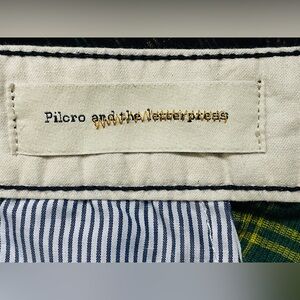 Pilcro and the letterpress